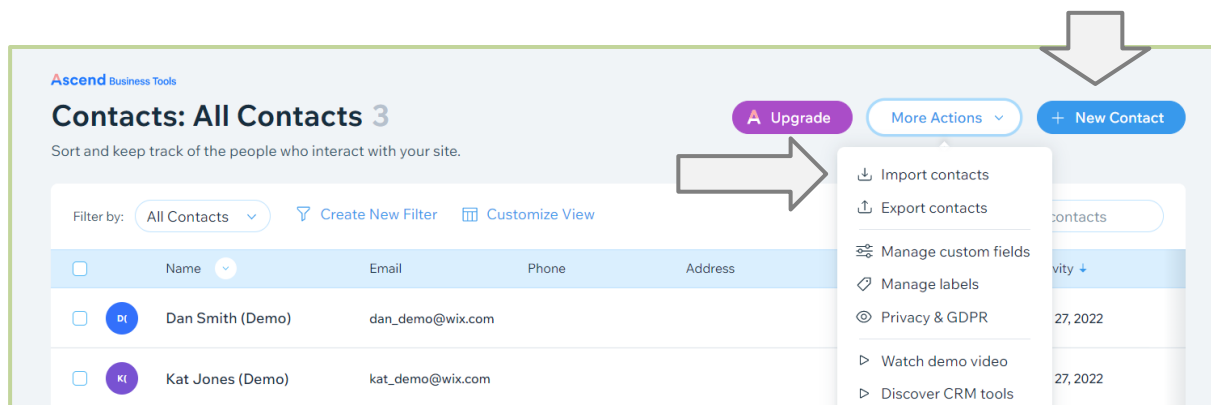 Ascend Business Tools
Contacts: All Contacts 3
Upgrade
More Actions
+ New Contact
Sort and keep track of the people who interact with your site.
Import contacts
Export contacts
Filter by: All Contacts
Create New Filter
Customize View
contacts
Manage custom fields
Name Email Phone Address
vity ↓
Manage labels
D(
Dan Smith (Demo) dan_demo@wix.com
Privacy & GDPR
27, 2022
Watch demo video
K(
Kat Jones (Demo) kat_demo@wix.com
27, 2022
Discover CRM tools